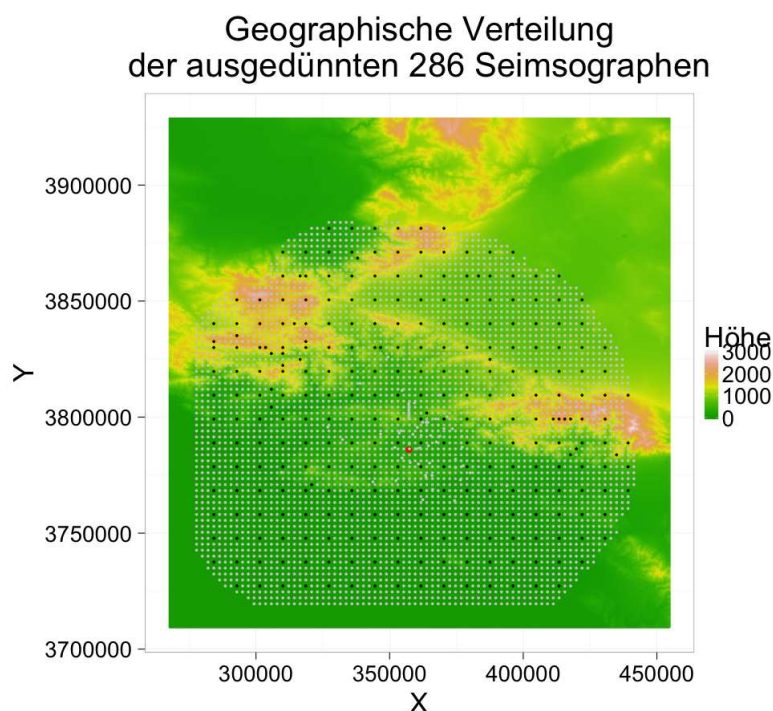 Geographische Verteilung
der ausgedünnten 286 Seimsographen
3900000
3850000
3800000
3750000
3700000
Y
300000 350000 400000 450000
X
Höhe
3000
2000
1000
0